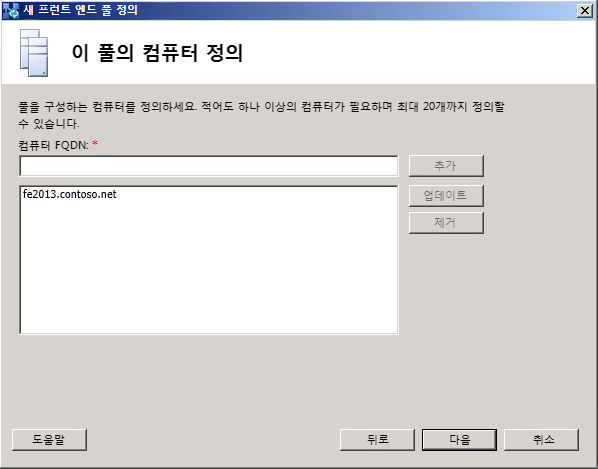 새 프런트 엔드 풀 정의
이 풀의 컴퓨터 정의
풀을 구성하는 컴퓨터를 정의하세요. 적어도 하나 이상의 컴퓨터가 필요하며 최대 20개까지 정의할
수 있습니다.
컴퓨터 FQDN: *
추가
fe2013.contoso.net
업데이트
제거
도움말
뒤로
다음
취소